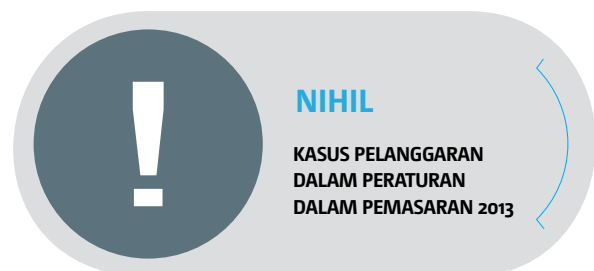 !
NIHIL
KASUS PELANGGARAN
DALAM PERATURAN
DALAM PEMASARAN 2013